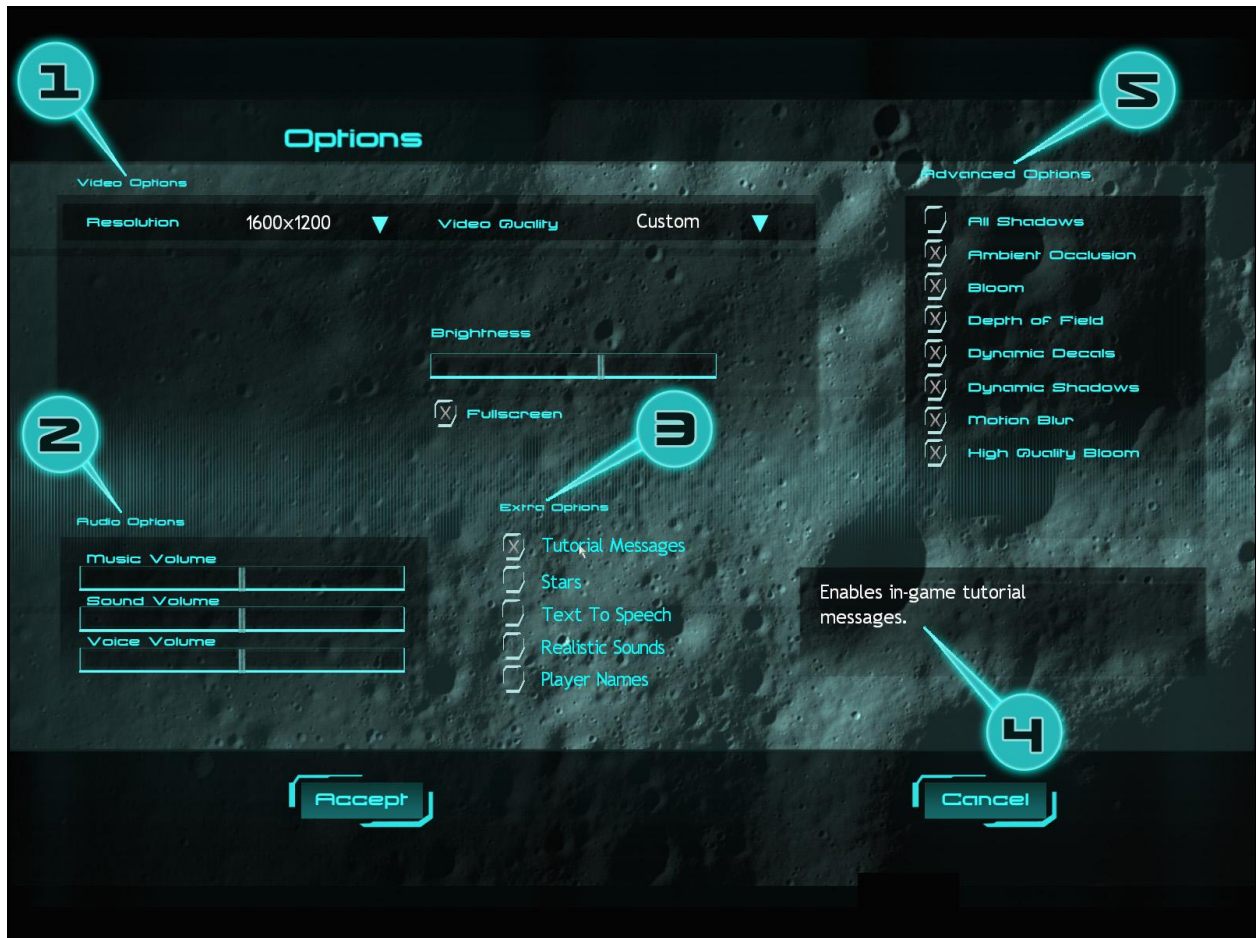 1
5
Options
Video Options
Advanced Options
Resolution 1600x1200 Video Quality Custom
All Shadows
X Ambient Occlusion
X Bloom
X Depth of Field
X Dynamic Decals
X Dynamic Shadows
X Motion Blur
X High Quality Bloom
Brightness
X Fullscreen
2
3
Audio Options
Music Volume
Sound Volume
Voice Volume
Extra Options
X Tutorial Messages
Stars
Text To Speech
Realistic Sounds
Player Names
Enables in-game tutorial
messages.
4
Accept
Cancel